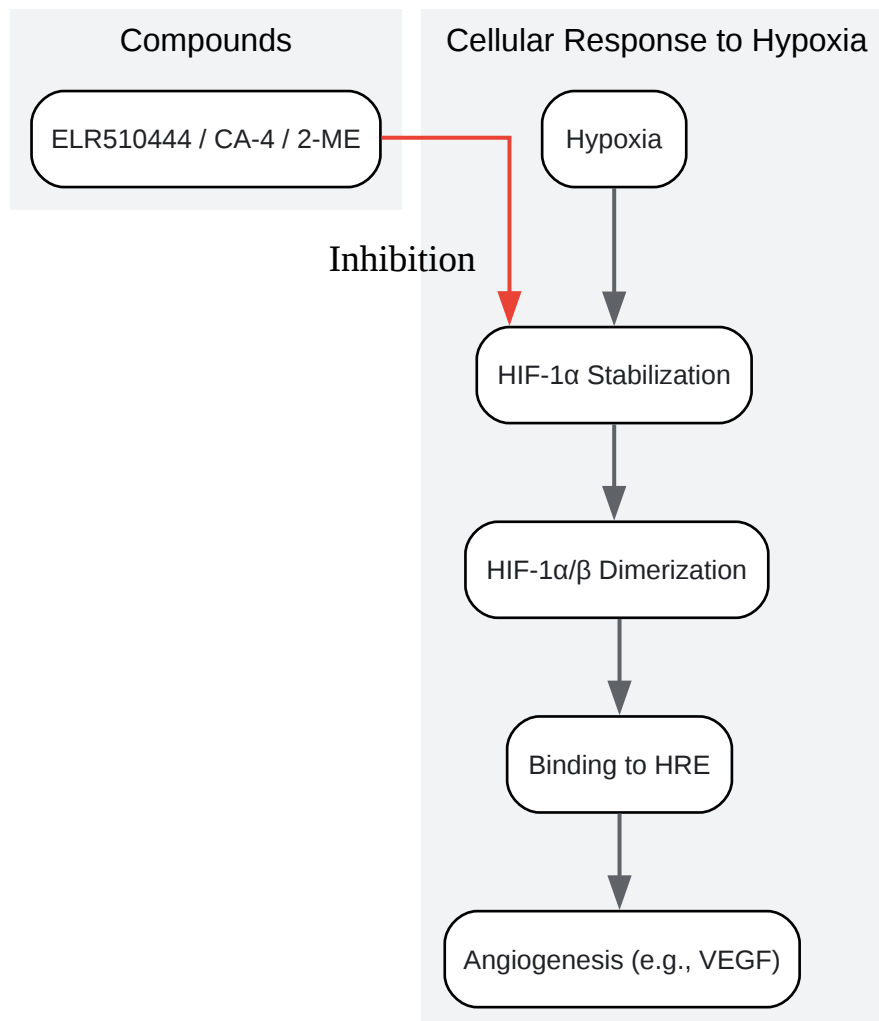 Compounds
Cellular Response to Hypoxia
ELR510444 / CA-4 / 2-ME
Hypoxia
Inhibition
HIF-1α Stabilization
HIF-1α/β Dimerization
Binding to HRE
Angiogenesis (e.g., VEGF)